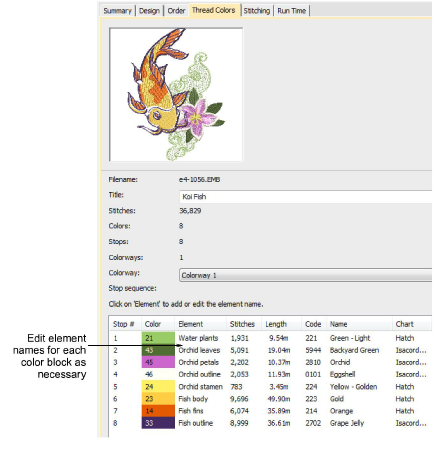 Summary Design Order Thread Colors Stitching Run Time
Filename: e4-1056.EMB
Title: Koi Fish
Stitches: 36,829
Colors: 8
Stops: 8
Colorways: 1
Colorway: Colorway 1
Stop sequence:
Click on 'Element' to add or edit the element name.
Stop # Color Element Stitches Length Code Name Chart
1 21 Water plants 1,931 9.54m 221 Green - Light Hatch
2 43 Orchid leaves 5,091 19.04m 5944 Backyard Green Isacord...
3 45 Orchid petals 2,202 10.37m 2810 Orchid Isacord...
4 46 Orchid outline 2,053 11.93m 0101 Eggshell Isacord...
5 24 Orchid stamen 783 3.45m 224 Yellow - Golden Hatch
6 23 Fish body 9,696 49.90m 223 Gold Hatch
7 14 Fish fins 6,074 35.89m 214 Orange Hatch
8 33 Fish outline 8,999 36.61m 2702 Grape Jelly Isacord...
Edit element
names for each
color block as
necessary